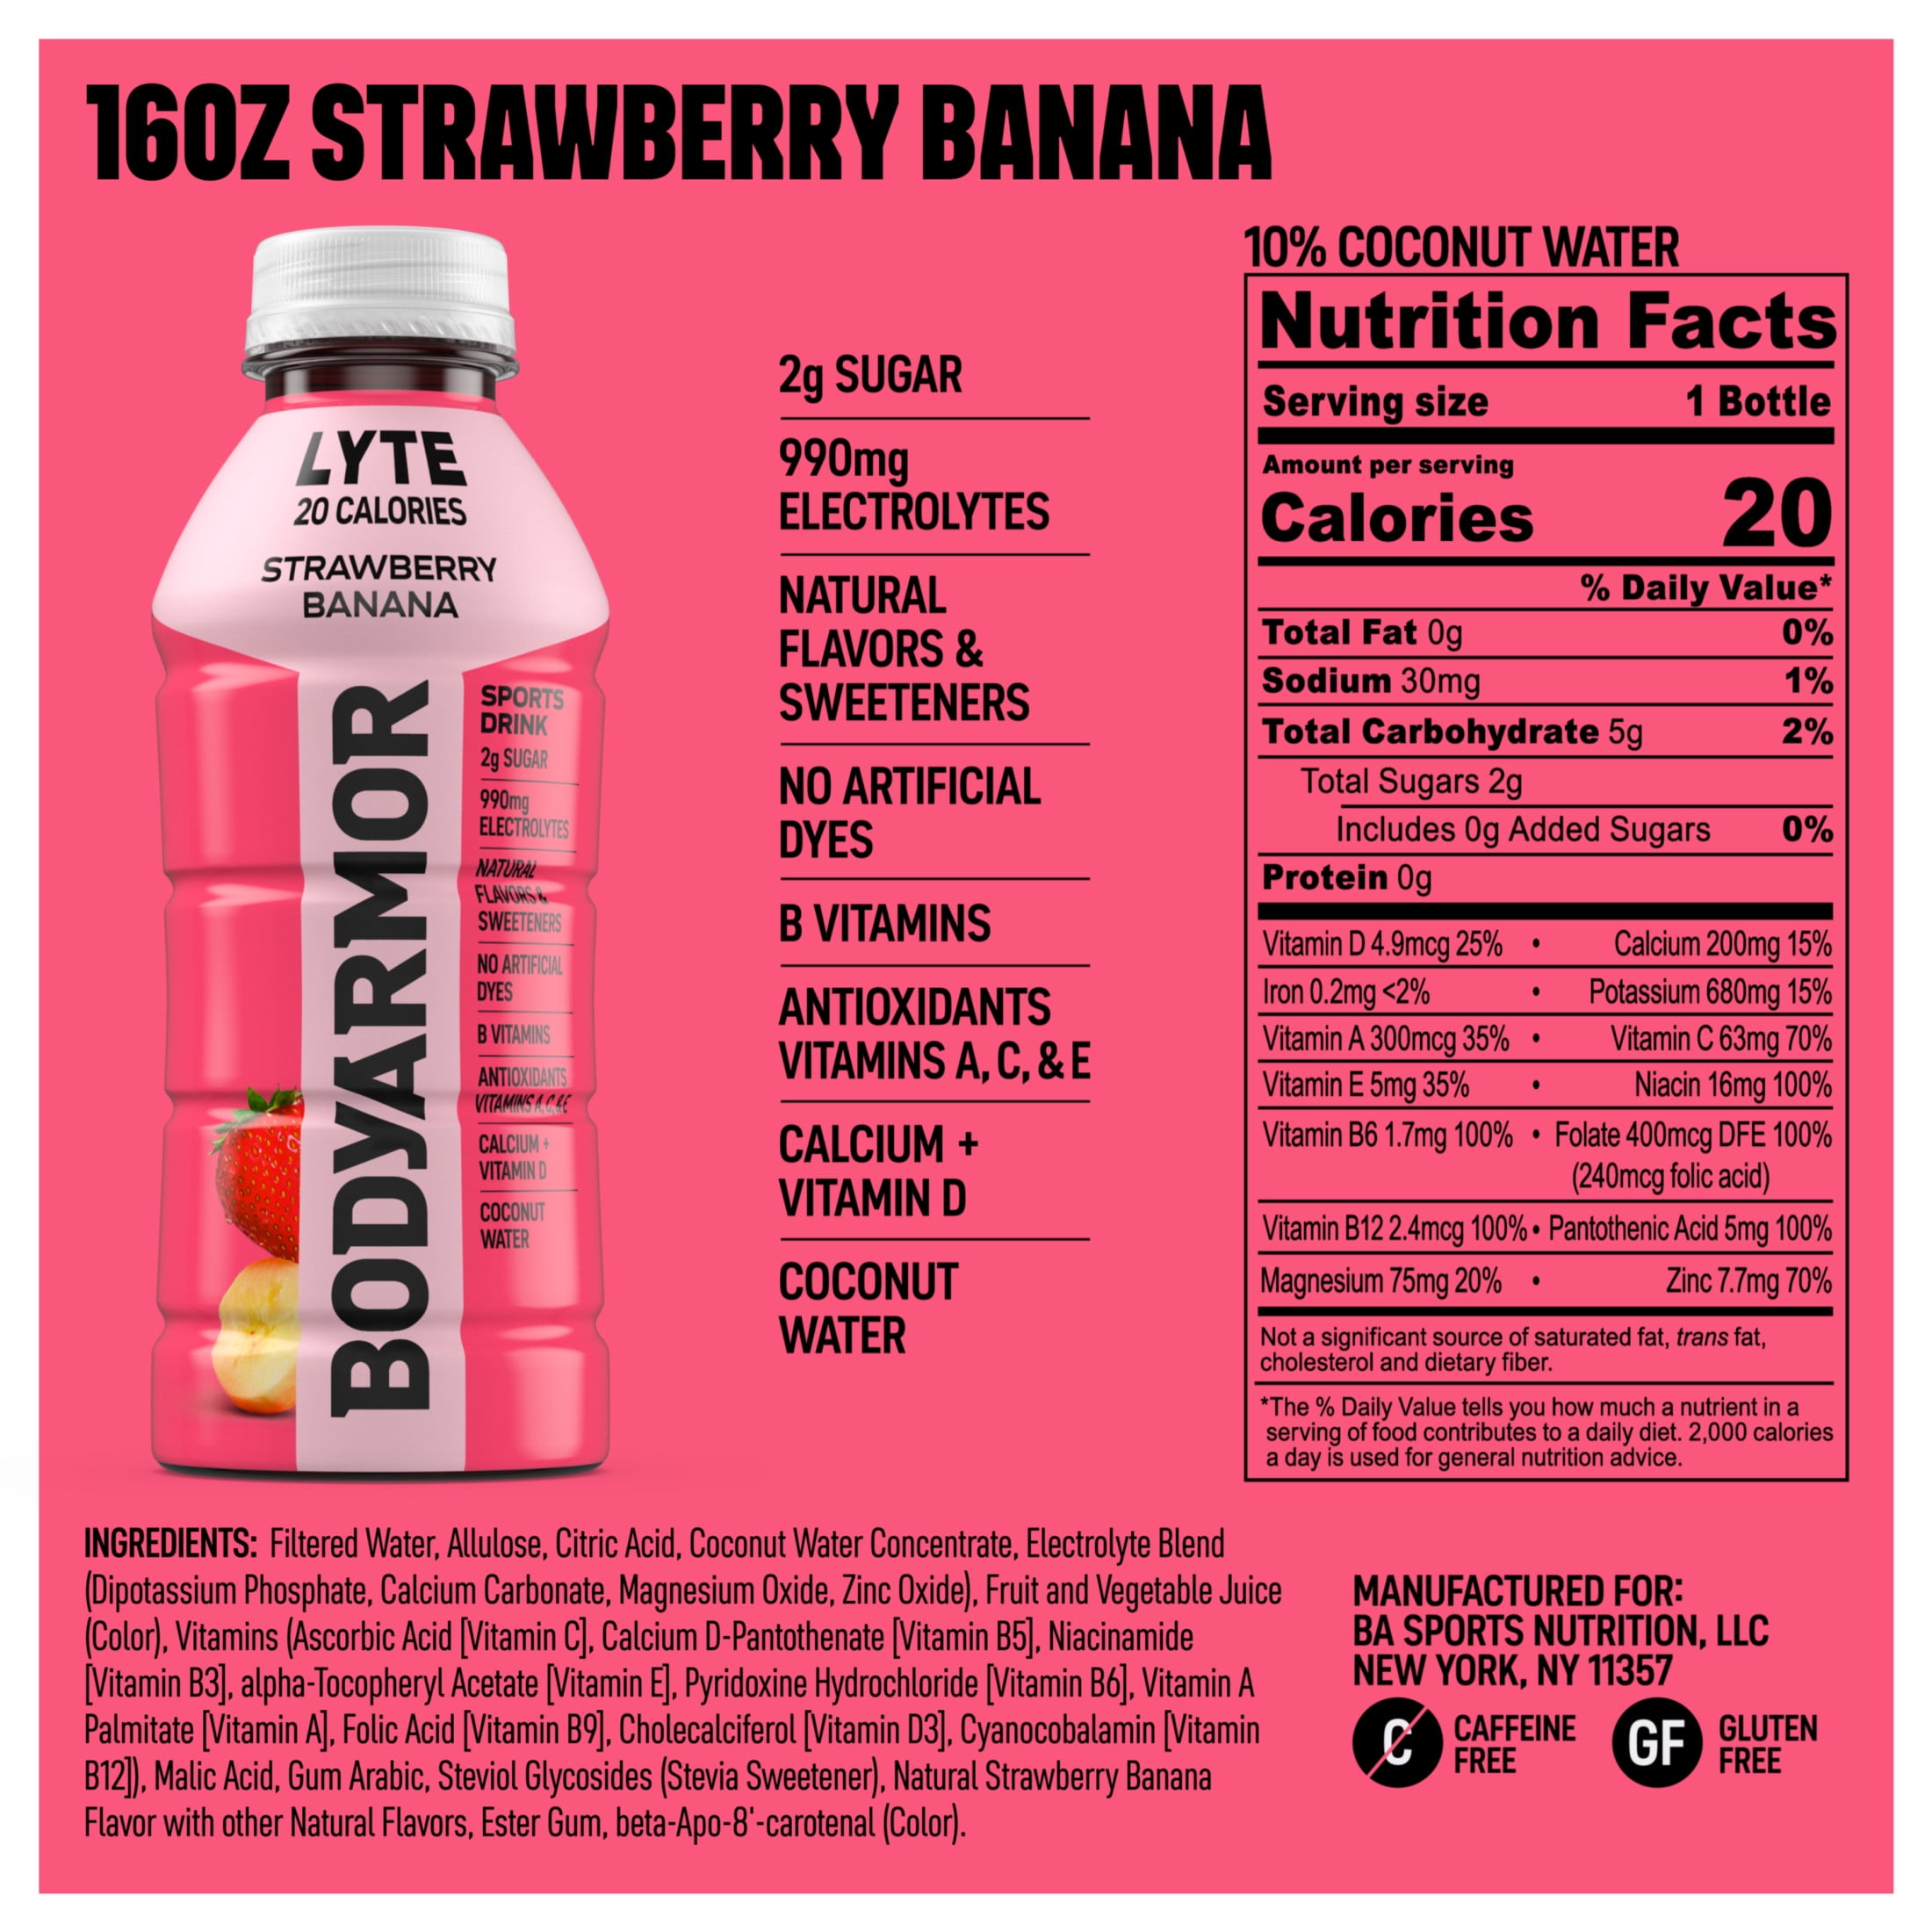 16OZ STRAWBERRY BANANA
LYTE
20 CALORIES
STRAWBERRY
BANANA
BODYARMOR
SPORTS
DRINK
2g SUGAR
990mg
ELECTROLYTES
NATURAL
FLAVORS &
SWEETENERS
NO ARTIFICIAL
DYES
B VITAMINS
ANTIOXIDANTS
VITAMINS A, C, & E
CALCIUM +
VITAMIN D
COCONUT
WATER
2g SUGAR
990mg
ELECTROLYTES
NATURAL
FLAVORS &
SWEETENERS
NO ARTIFICIAL
DYES
B VITAMINS
ANTIOXIDANTS
VITAMINS A, C, & E
CALCIUM +
VITAMIN D
COCONUT
WATER
10% COCONUT WATER
Nutrition Facts
Serving size 1 Bottle
Amount per serving
Calories 20
% Daily Value*
Total Fat 0g 0%
Sodium 30mg 1%
Total Carbohydrate 5g 2%
Total Sugars 2g
Includes 0g Added Sugars 0%
Protein 0g
Vitamin D 4.9mcg 25% • Calcium 200mg 15%
Iron 0.2mg <2% • Potassium 680mg 15%
Vitamin A 300mcg 35% • Vitamin C 63mg 70%
Vitamin E 5mg 35% • Niacin 16mg 100%
Vitamin B6 1.7mg 100% • Folate 400mcg DFE 100%
(240mcg folic acid)
Vitamin B12 2.4mcg 100% • Pantothenic Acid 5mg 100%
Magnesium 75mg 20% • Zinc 7.7mg 70%
Not a significant source of saturated fat, trans fat,
cholesterol and dietary fiber.
*The % Daily Value tells you how much a nutrient in a
serving of food contributes to a daily diet. 2,000 calories
a day is used for general nutrition advice.
INGREDIENTS: Filtered Water, Allulose, Citric Acid, Coconut Water Concentrate, Electrolyte Blend
(Dipotassium Phosphate, Calcium Carbonate, Magnesium Oxide, Zinc Oxide), Fruit and Vegetable Juice
(Color), Vitamins (Ascorbic Acid [Vitamin C], Calcium D-Pantothenate [Vitamin B5], Niacinamide
[Vitamin B3], alpha-Tocopheryl Acetate [Vitamin E], Pyridoxine Hydrochloride [Vitamin B6], Vitamin A
Palmitate [Vitamin A], Folic Acid [Vitamin B9], Cholecalciferol [Vitamin D3], Cyanocobalamin [Vitamin
B12]), Malic Acid, Gum Arabic, Steviol Glycosides (Stevia Sweetener), Natural Strawberry Banana
Flavor with other Natural Flavors, Ester Gum, beta-Apo-8'-carotenal (Color).
MANUFACTURED FOR:
BA SPORTS NUTRITION, LLC
NEW YORK, NY 11357
C CAFFEINE
FREE
GF GLUTEN
FREE